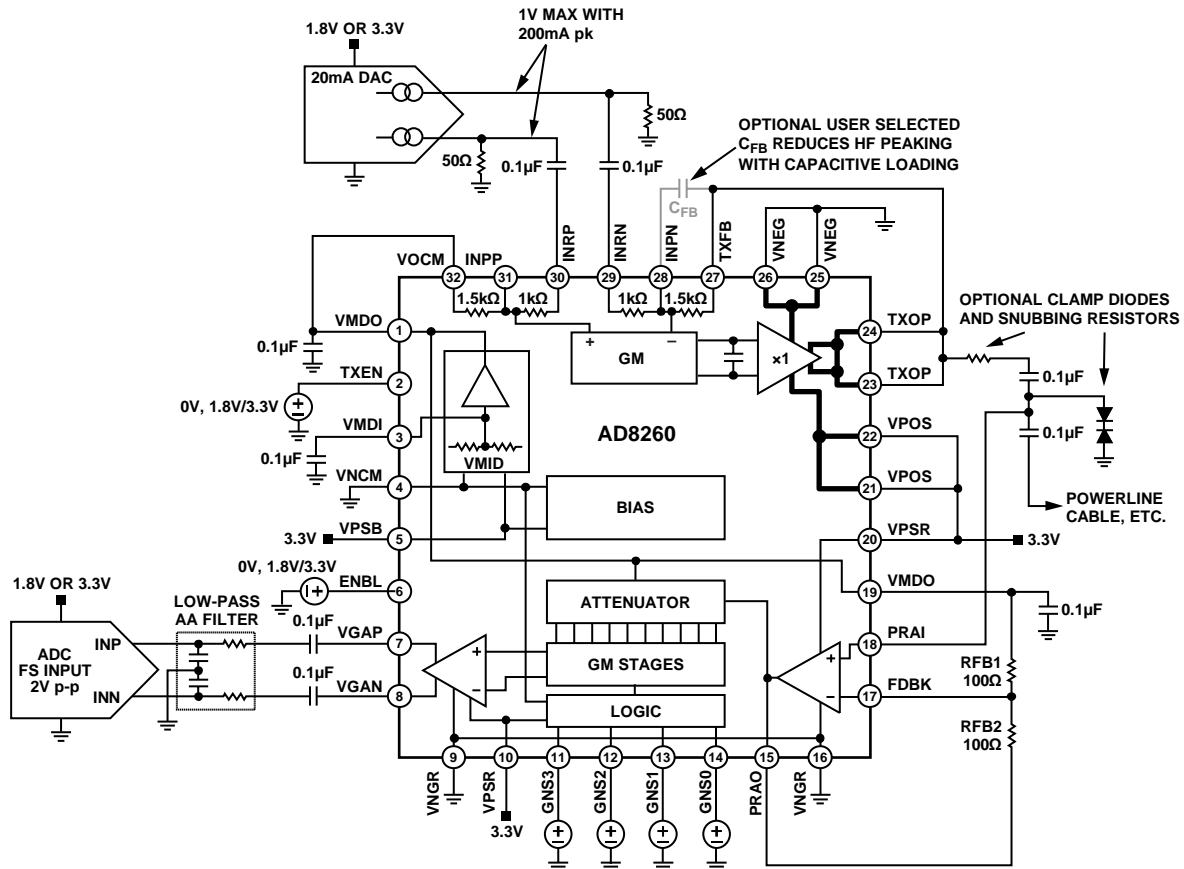 1V MAX WITH
200mA pk
1.8V OR 3.3V
20mA DAC
50Ω
50Ω
0.1µF
0.1µF
OPTIONAL USER SELECTED
CFB REDUCES HF PEAKING
WITH CAPACITIVE LOADING
CFB
INRP
INRN
INPN
TXFB
VNEG
VNEG
VOCM
INPP
32
31
30
29
28
27
26
25
1.5kΩ
1kΩ
1kΩ
1.5kΩ
VMDO
1
0.1µF
TXEN
2
0V, 1.8V/3.3V
VMDI
3
0.1µF
VNCM
4
VPSB
5
3.3V
0V, 1.8V/3.3V
ENBL
6
VMID
+
GM
–
×1
AD8260
BIAS
24
TXOP
23
TXOP
22
VPOS
21
VPOS
20
VPSR
3.3V
19
VMDO
0.1µF
18
PRAI
17
FDBK
RFB1
100Ω
RFB2
100Ω
OPTIONAL CLAMP DIODES
AND SNUBBING RESISTORS
0.1µF
0.1µF
POWERLINE
CABLE, ETC.
1.8V OR 3.3V
LOW-PASS
AA FILTER
ADC
FS INPUT
2V p-p
INP
INN
0.1µF
0.1µF
VGAP
7
VGAN
8
ATTENUATOR
GM STAGES
LOGIC
+
–
+
–
9
10
11
12
13
14
15
16
VNGR
VPSR
GNS3
GNS2
GNS1
GNS0
PRAO
VNGR
3.3V